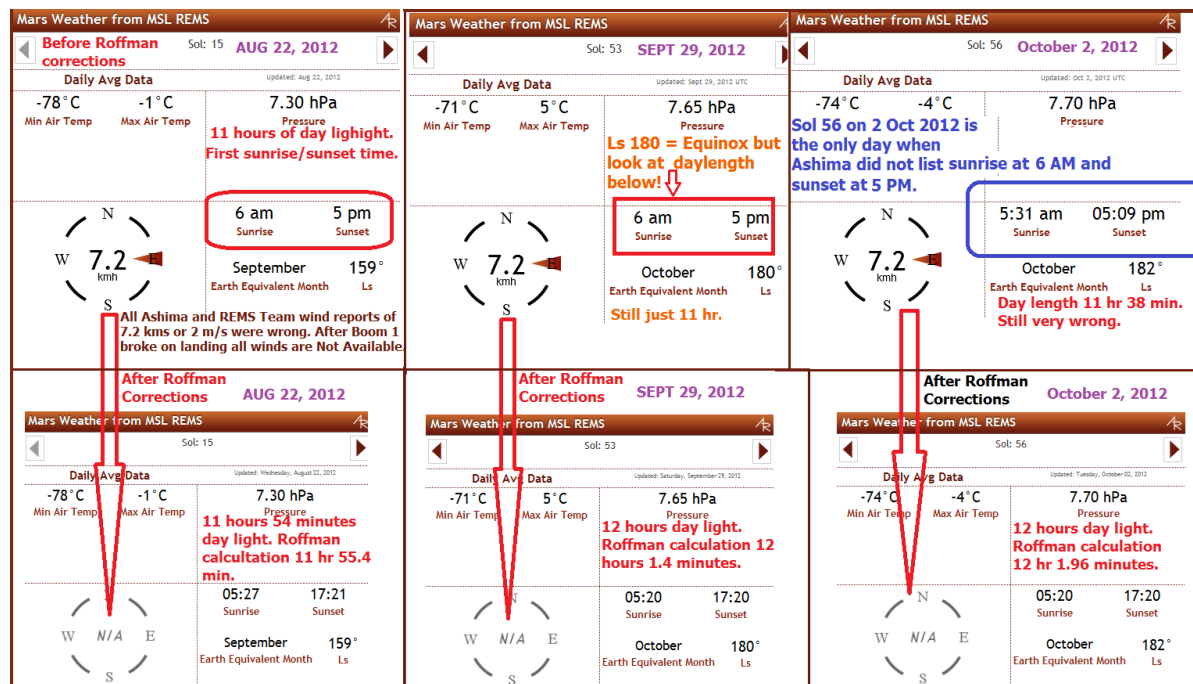 Mars Weather from MSL REMS
Before Roffman
corrections
Sol: 15
AUG 22, 2012
Daily Avg Data
Updated: Aug 22, 2012
-78°C
-1°C
7.30 hPa
Min Air Temp
Max Air Temp
Pressure
11 hours of day lighight.
First sunrise/sunset time.
6 am
5 pm
Sunrise
Sunset
N
W
7.2
E
kmh
S
September
159°
Earth Equivalent Month
Ls
All Ashima and REMS Team wind reports of
7.2 kms or 2 m/s were wrong. After Boom 1
broke on landing all winds are Not Available.
Mars Weather from MSL REMS
Sol: 53
SEPT 29, 2012
Daily Avg Data
Updated: Sept 29, 2012 UTC
-71°C
5°C
7.65 hPa
Min Air Temp
Max Air Temp
Pressure
Ls 180 = Equinox but
look at daylength
below!
6 am
5 pm
Sunrise
Sunset
N
W
7.2
E
kmh
S
October
180°
Earth Equivalent Month
Ls
Still just 11 hr.
Mars Weather from MSL REMS
AR
Sol: 56
October 2, 2012
Daily Avg Data
Updated: Oct 2, 2012 UTC
-74°C
-4°C
7.70 hPa
Min Air Temp
Max Air Temp
Pressure
Sol 56 on 2 Oct 2012 is
the only day when
Ashima did not list sunrise at 6 AM and
sunset at 5 PM.
5:31 am
05:09 pm
Sunrise
Sunset
N
W
7.2
E
kmh
S
October
182°
Earth Equivalent Month
Ls
Day length 11 hr 38 min.
Still very wrong.
After Roffman
Corrections
AUG 22, 2012
Mars Weather from MSL REMS
AR
Sol: 15
Daily Avg Data
Updated: Wednesday, August 22, 2012
-78°C
-1°C
7.30 hPa
Min Air Temp
Max Air Temp
Pressure
11 hours 54 minutes
day light. Roffman
calcultation 11 hr 55.4
min.
05:27
17:21
Sunrise
Sunset
N
W
N/A
E
S
September
159°
Earth Equivalent Month
Ls
After Roffman
Corrections
SEPT 29, 2012
Mars Weather from MSL REMS
AR
Sol: 53
Daily Avg Data
Updated: Saturday, September 29, 2012
-71°C
5°C
7.65 hPa
Min Air Temp
Max Air Temp
Pressure
12 hours day light.
Roffman calculation 12
hours 1.4 minutes.
05:20
17:20
Sunrise
Sunset
N
W
N/A
E
S
October
180°
Earth Equivalent Month
Ls
After Roffman
Corrections
October 2, 2012
Mars Weather from MSL REMS
AR
Sol: 56
Daily Avg Data
Updated: Tuesday, October 02, 2012
-74°C
-4°C
7.70 hPa
Min Air Temp
Max Air Temp
Pressure
12 hours day light.
Roffman calculation
12 hr 1.96 minutes.
05:20
17:20
Sunrise
Sunset
N
W
N/A
E
S
October
182°
Earth Equivalent Month
Ls